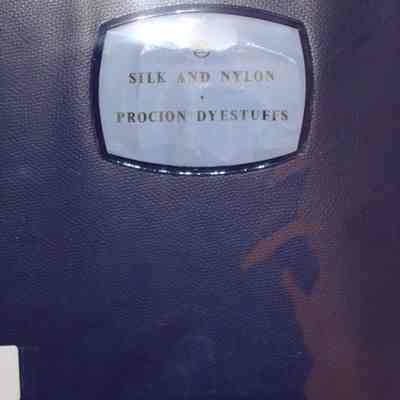 SILK AND NYLON
•
PROCION DYESTUFFS